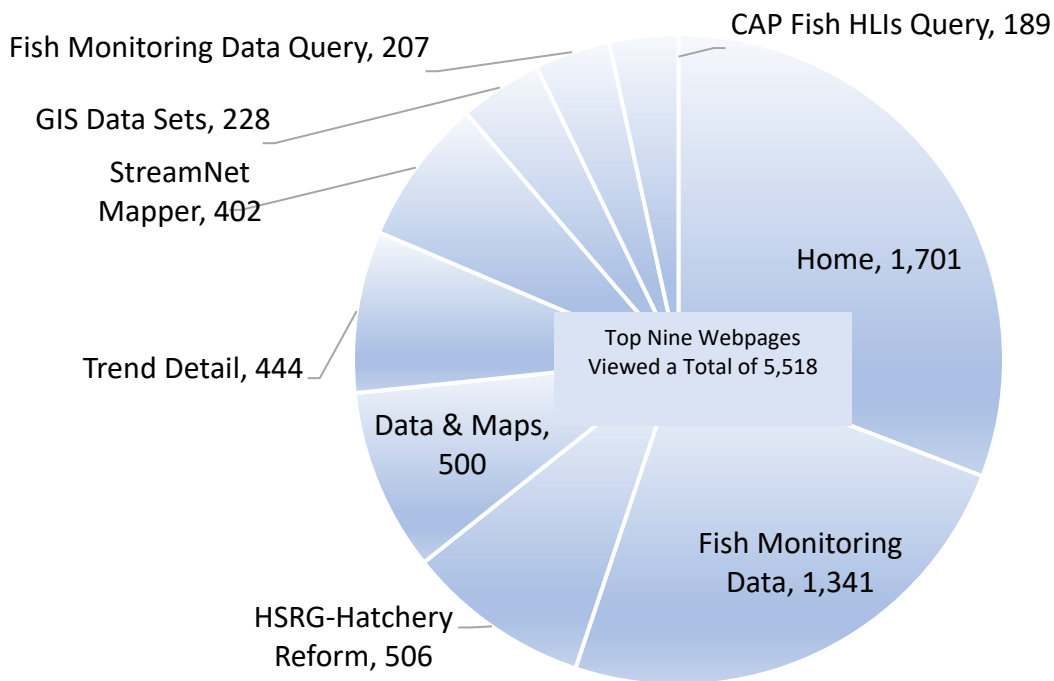 CAP Fish HLIs Query, 189
Fish Monitoring Data Query, 207
GIS Data Sets, 228
StreamNet
Mapper, 402
Home, 1,701
Top Nine Webpages
Viewed a Total of 5,518
Trend Detail, 444
Data & Maps,
500
Fish Monitoring
Data, 1,341
HSRG-Hatchery
Reform, 506